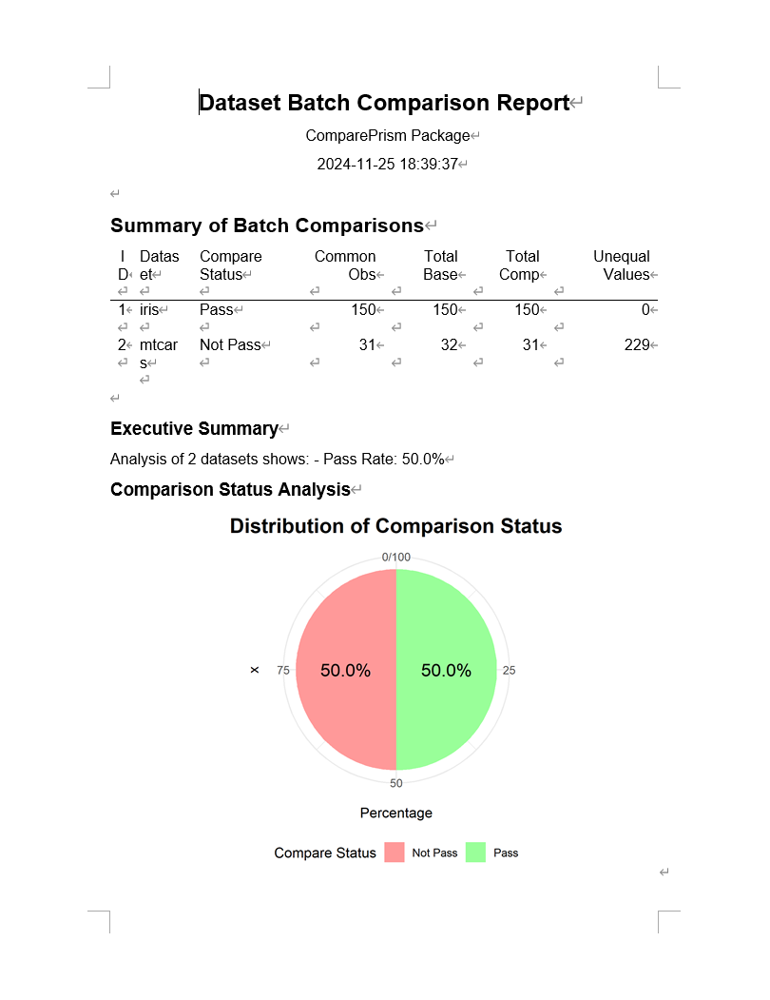 Dataset Batch Comparison Report
ComparePrism Package
2024-11-25 18:39:37
Summary of Batch Comparisons
I Datas Compare Common Total Total Unequal
D et Status Obs Base Comp Values
1 iris Pass 150 150 150 0
2 mtcar Not Pass 31 32 31 229
s
Executive Summary
Analysis of 2 datasets shows: - Pass Rate: 50.0%
Comparison Status Analysis
Distribution of Comparison Status
0/100
x 75 50.0% 50.0% 25
50
Percentage
Compare Status Not Pass Pass